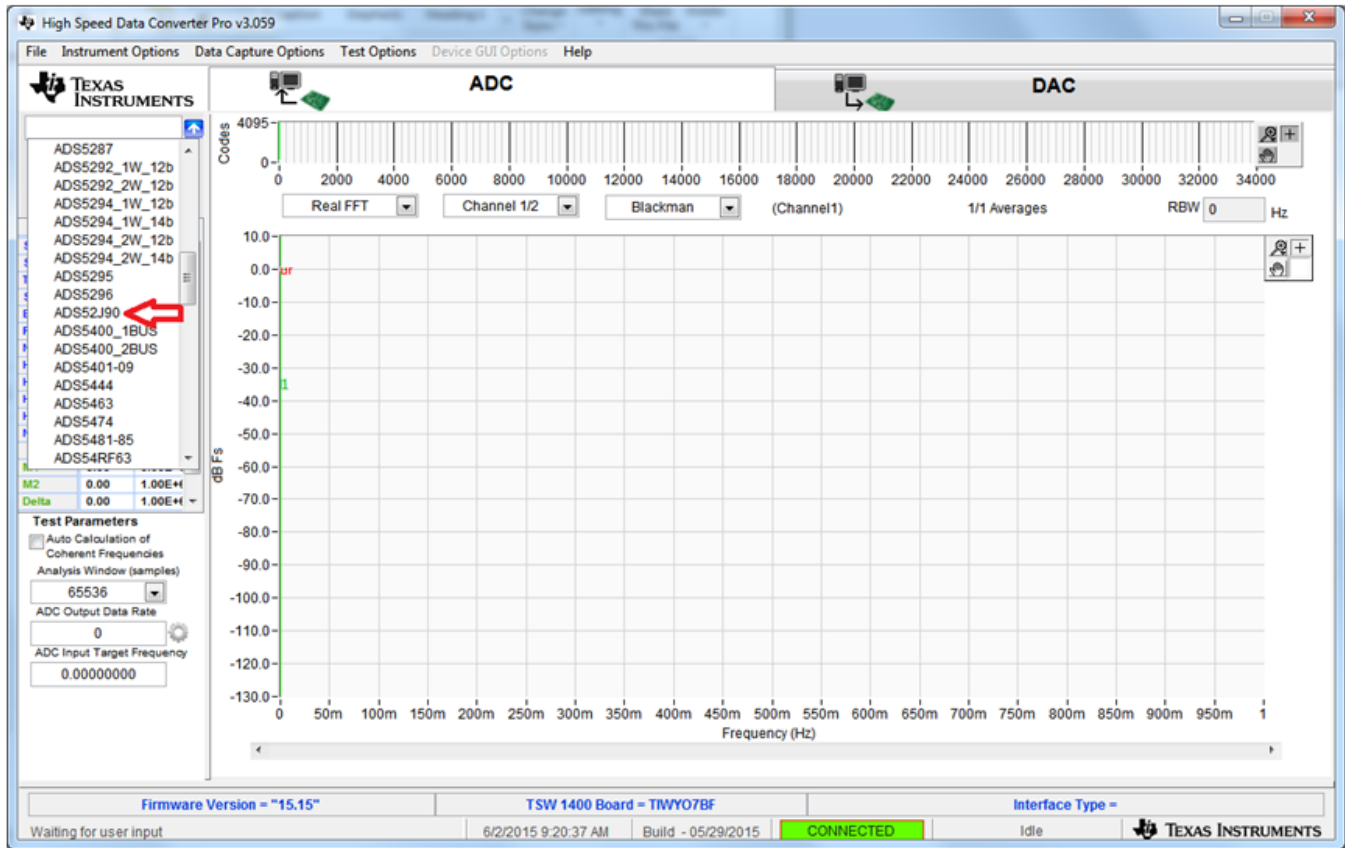 High Speed Data Converter Pro v3.059
File Instrument Options Data Capture Options Test Options Device GUI Options Help
TEXAS INSTRUMENTS
ADC
DAC
ADS5287
ADS5292_1W_12b
ADS5292_2W_12b
ADS5294_1W_12b
ADS5294_1W_14b
ADS5294_2W_12b
ADS5294_2W_14b
ADS5295
ADS5296
ADS52J90
ADS5400_1BUS
ADS5400_2BUS
ADS5401-09
ADS5444
ADS5463
ADS5474
ADS5481-85
ADS54RF63
M2 0.00 1.00E+
Delta 0.00 1.00E+
Test Parameters
Auto Calculation of
Coherent Frequencies
Analysis Window (samples)
65536
ADC Output Data Rate
0
ADC Input Target Frequency
0.00000000
Codes
4095
0
0 2000 4000 6000 8000 10000 12000 14000 16000 18000 20000 22000 24000 26000 28000 30000 32000 34000
Real FFT Channel 1/2 Blackman (Channel1) 1/1 Averages RBW 0 Hz
dB Fs
10.0
0.0
-10.0
-20.0
-30.0
1
-40.0
-50.0
-60.0
-70.0
-80.0
-90.0
-100.0
-110.0
-120.0
-130.0
0 50m 100m 150m 200m 250m 300m 350m 400m 450m 500m 550m 600m 650m 700m 750m 800m 850m 900m 950m 1
Frequency (Hz)
Firmware Version = "15.15" TSW 1400 Board = TIWYO7BF Interface Type =
Waiting for user input 6/2/2015 9:20:37 AM Build - 05/29/2015 CONNECTED Idle TEXAS INSTRUMENTS